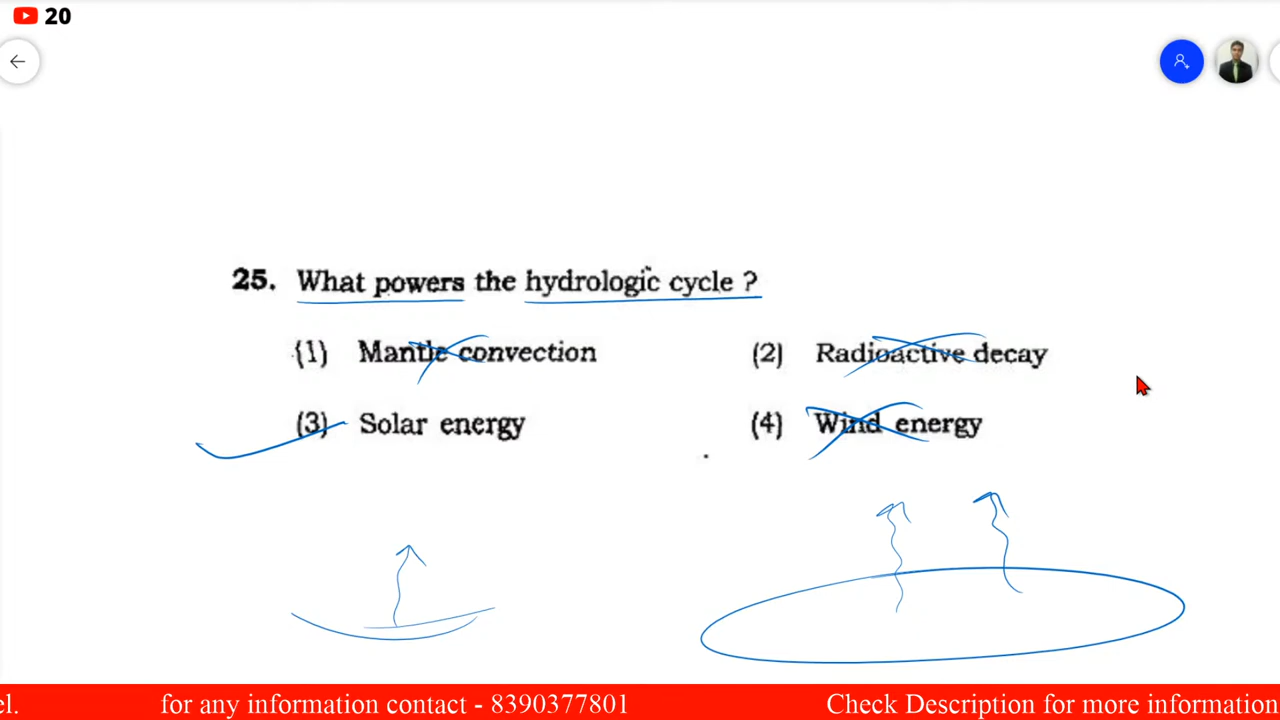 20
25. What powers the hydrologic cycle ?
(1) Mantle convection (2) Radioactive decay
(3) Solar energy (4) Wind energy
el. for any information contact - 8390377801 Check Description for more information